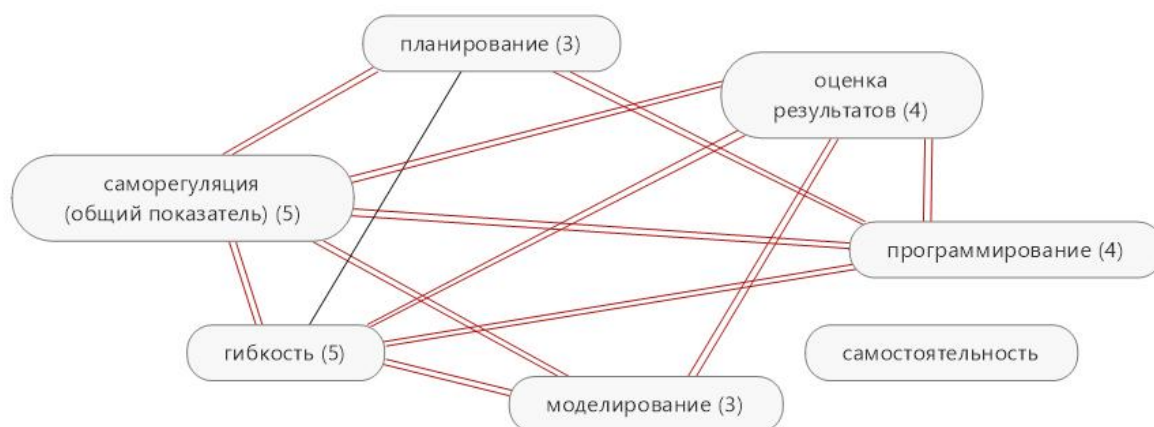 планирование (3)
оценка
результатов (4)
саморегуляция
(общий показатель) (5)
программирование (4)
гибкость (5)
самостоятельность
моделирование (3)